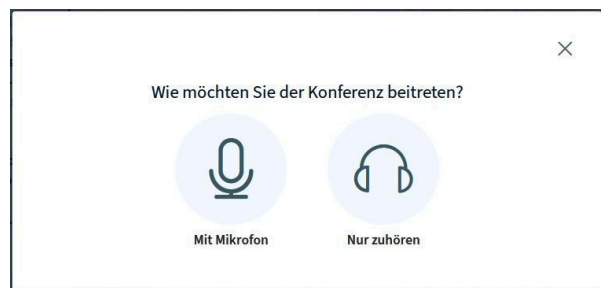 Wie möchten Sie der Konferenz beitreten?
Mit Mikrofon
Nur zuhören